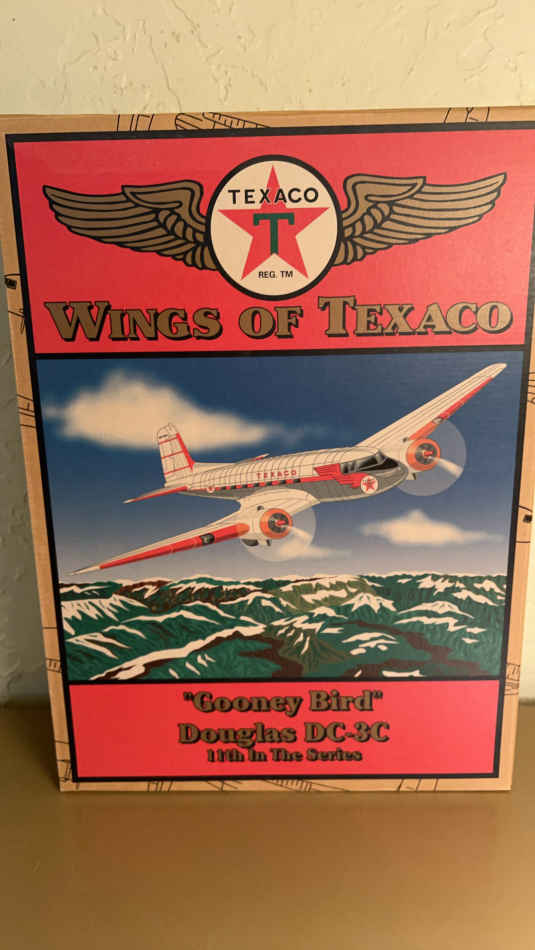 TEXACO
T
REG. TM
WINGS OF TEXACO
TEXACO
"Gooney Bird"
Douglas DC-3C
11th In The Series